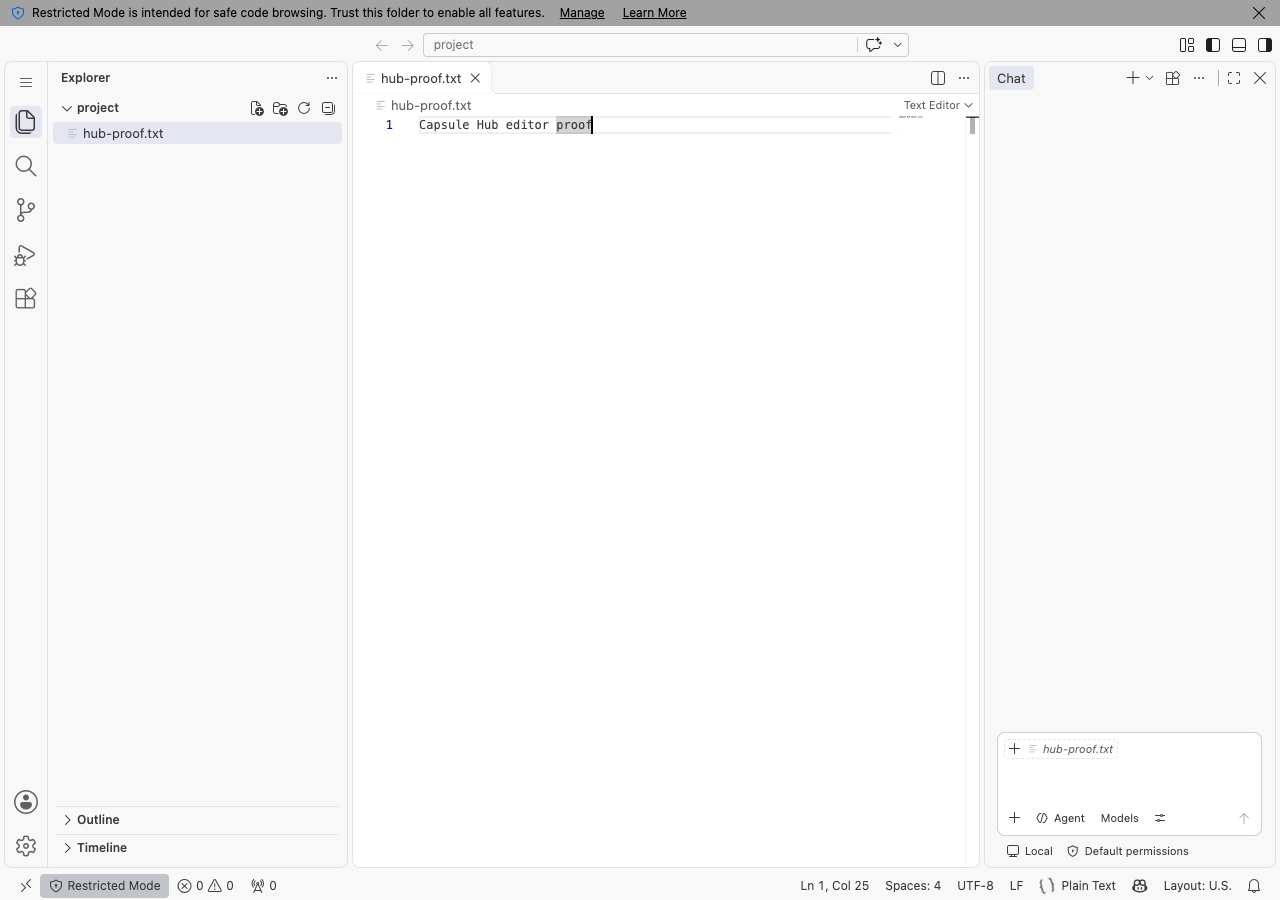 Restricted Mode is intended for safe code browsing. Trust this folder to enable all features. Manage Learn More
project
Explorer
project
hub-proof.txt
Outline
Timeline
hub-proof.txt
hub-proof.txt
Text Editor
1 Capsule Hub editor proof
Chat
hub-proof.txt
Agent Models
Local Default permissions
Restricted Mode 0 0 0
Ln 1, Col 25 Spaces: 4 UTF-8 LF {} Plain Text Layout: U.S.